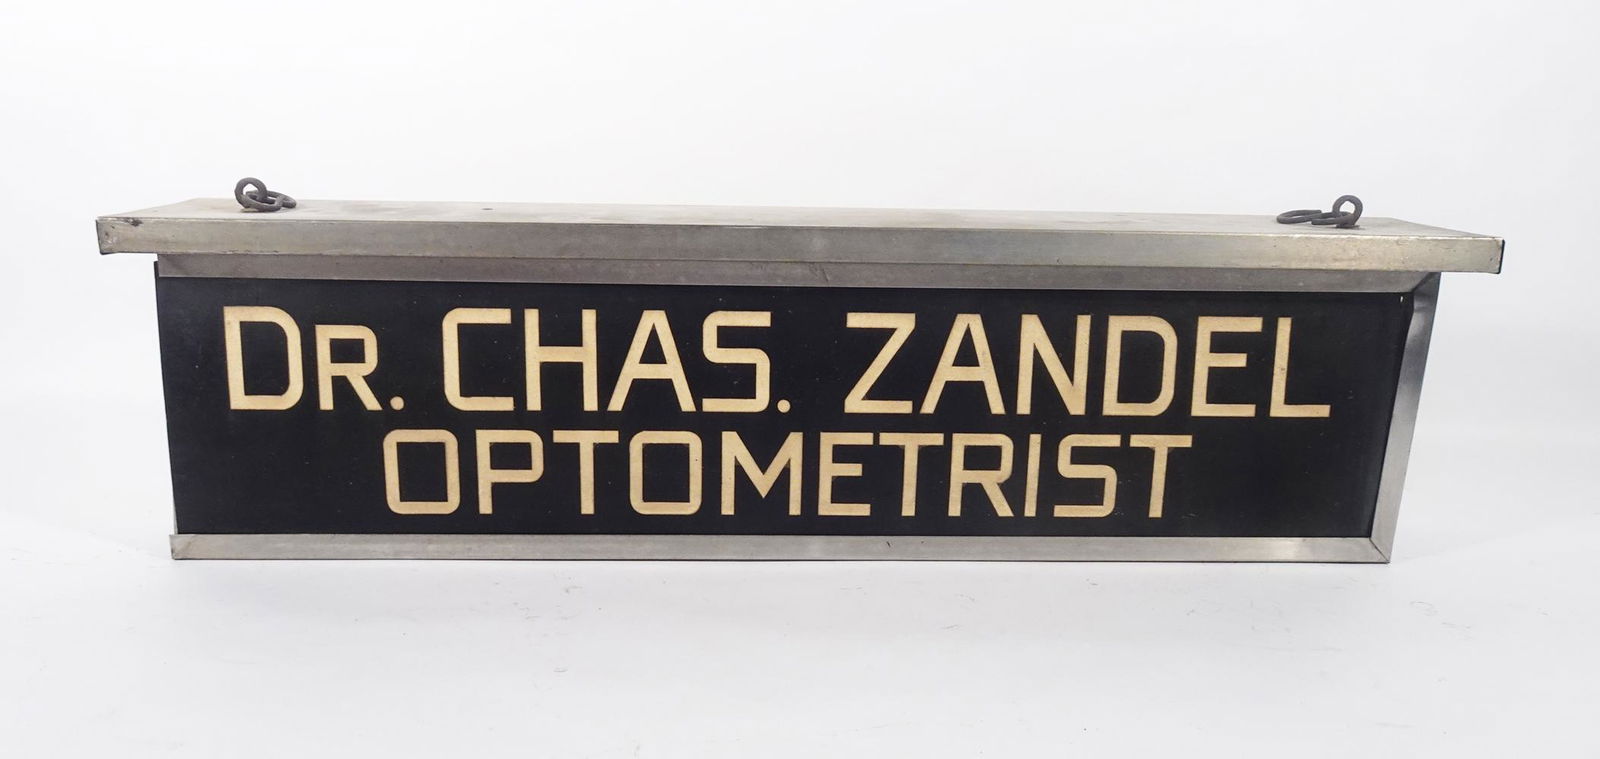 Dr. CHAS. ZANDEL
OPTOMETRIST